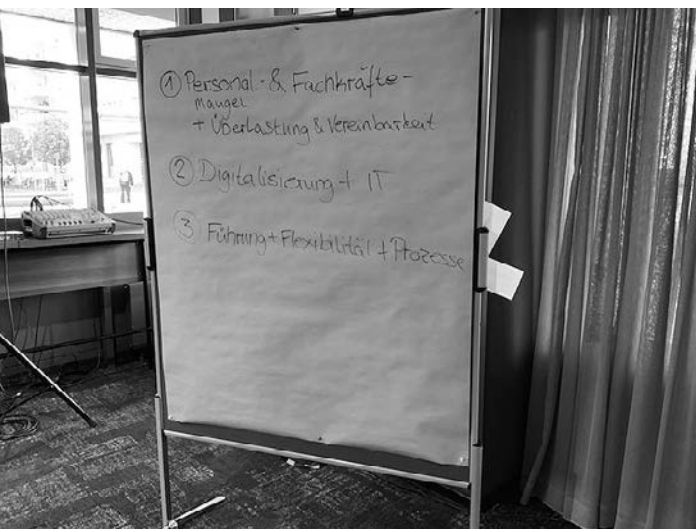 ① Personal- & Fachkräfte-
mangel
+ Überlastung & Vereinbarkeit
② Digitalisierung + IT
③ Führung + Flexibilität + Prozesse